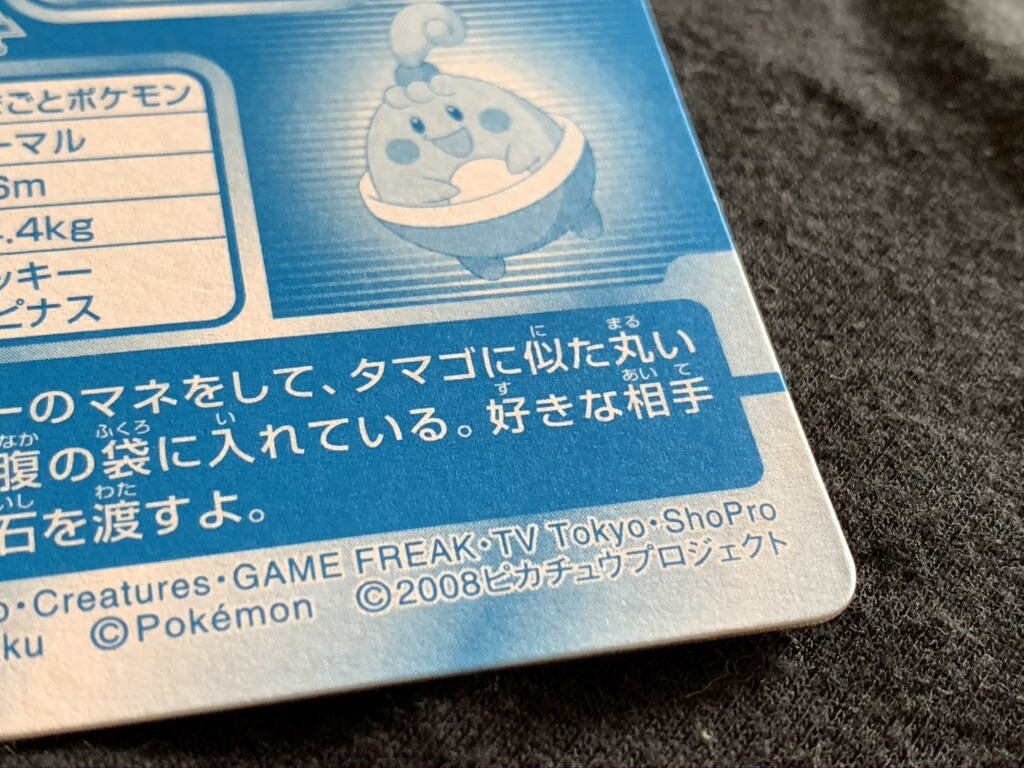 ごとポケモン
ーマル
6m
.4kg
ッキー
ピナス
ーのマネをして、タマゴに似た丸い
腹の袋に入れている。好きな相手
石を渡すよ。
・Creatures・GAME FREAK・TV Tokyo・ShoPro
ku ©Pokémon ©2008ピカチュウプロジェクト